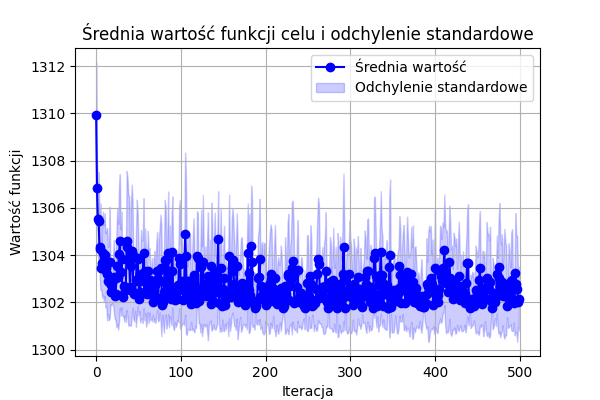 Średnia wartość funkcji celu i odchylenie standardowe
Średnia wartość
Odchylenie standardowe
Wartość funkcji
1312
1310
1308
1306
1304
1302
1300
0 100 200 300 400 500
Iteracja